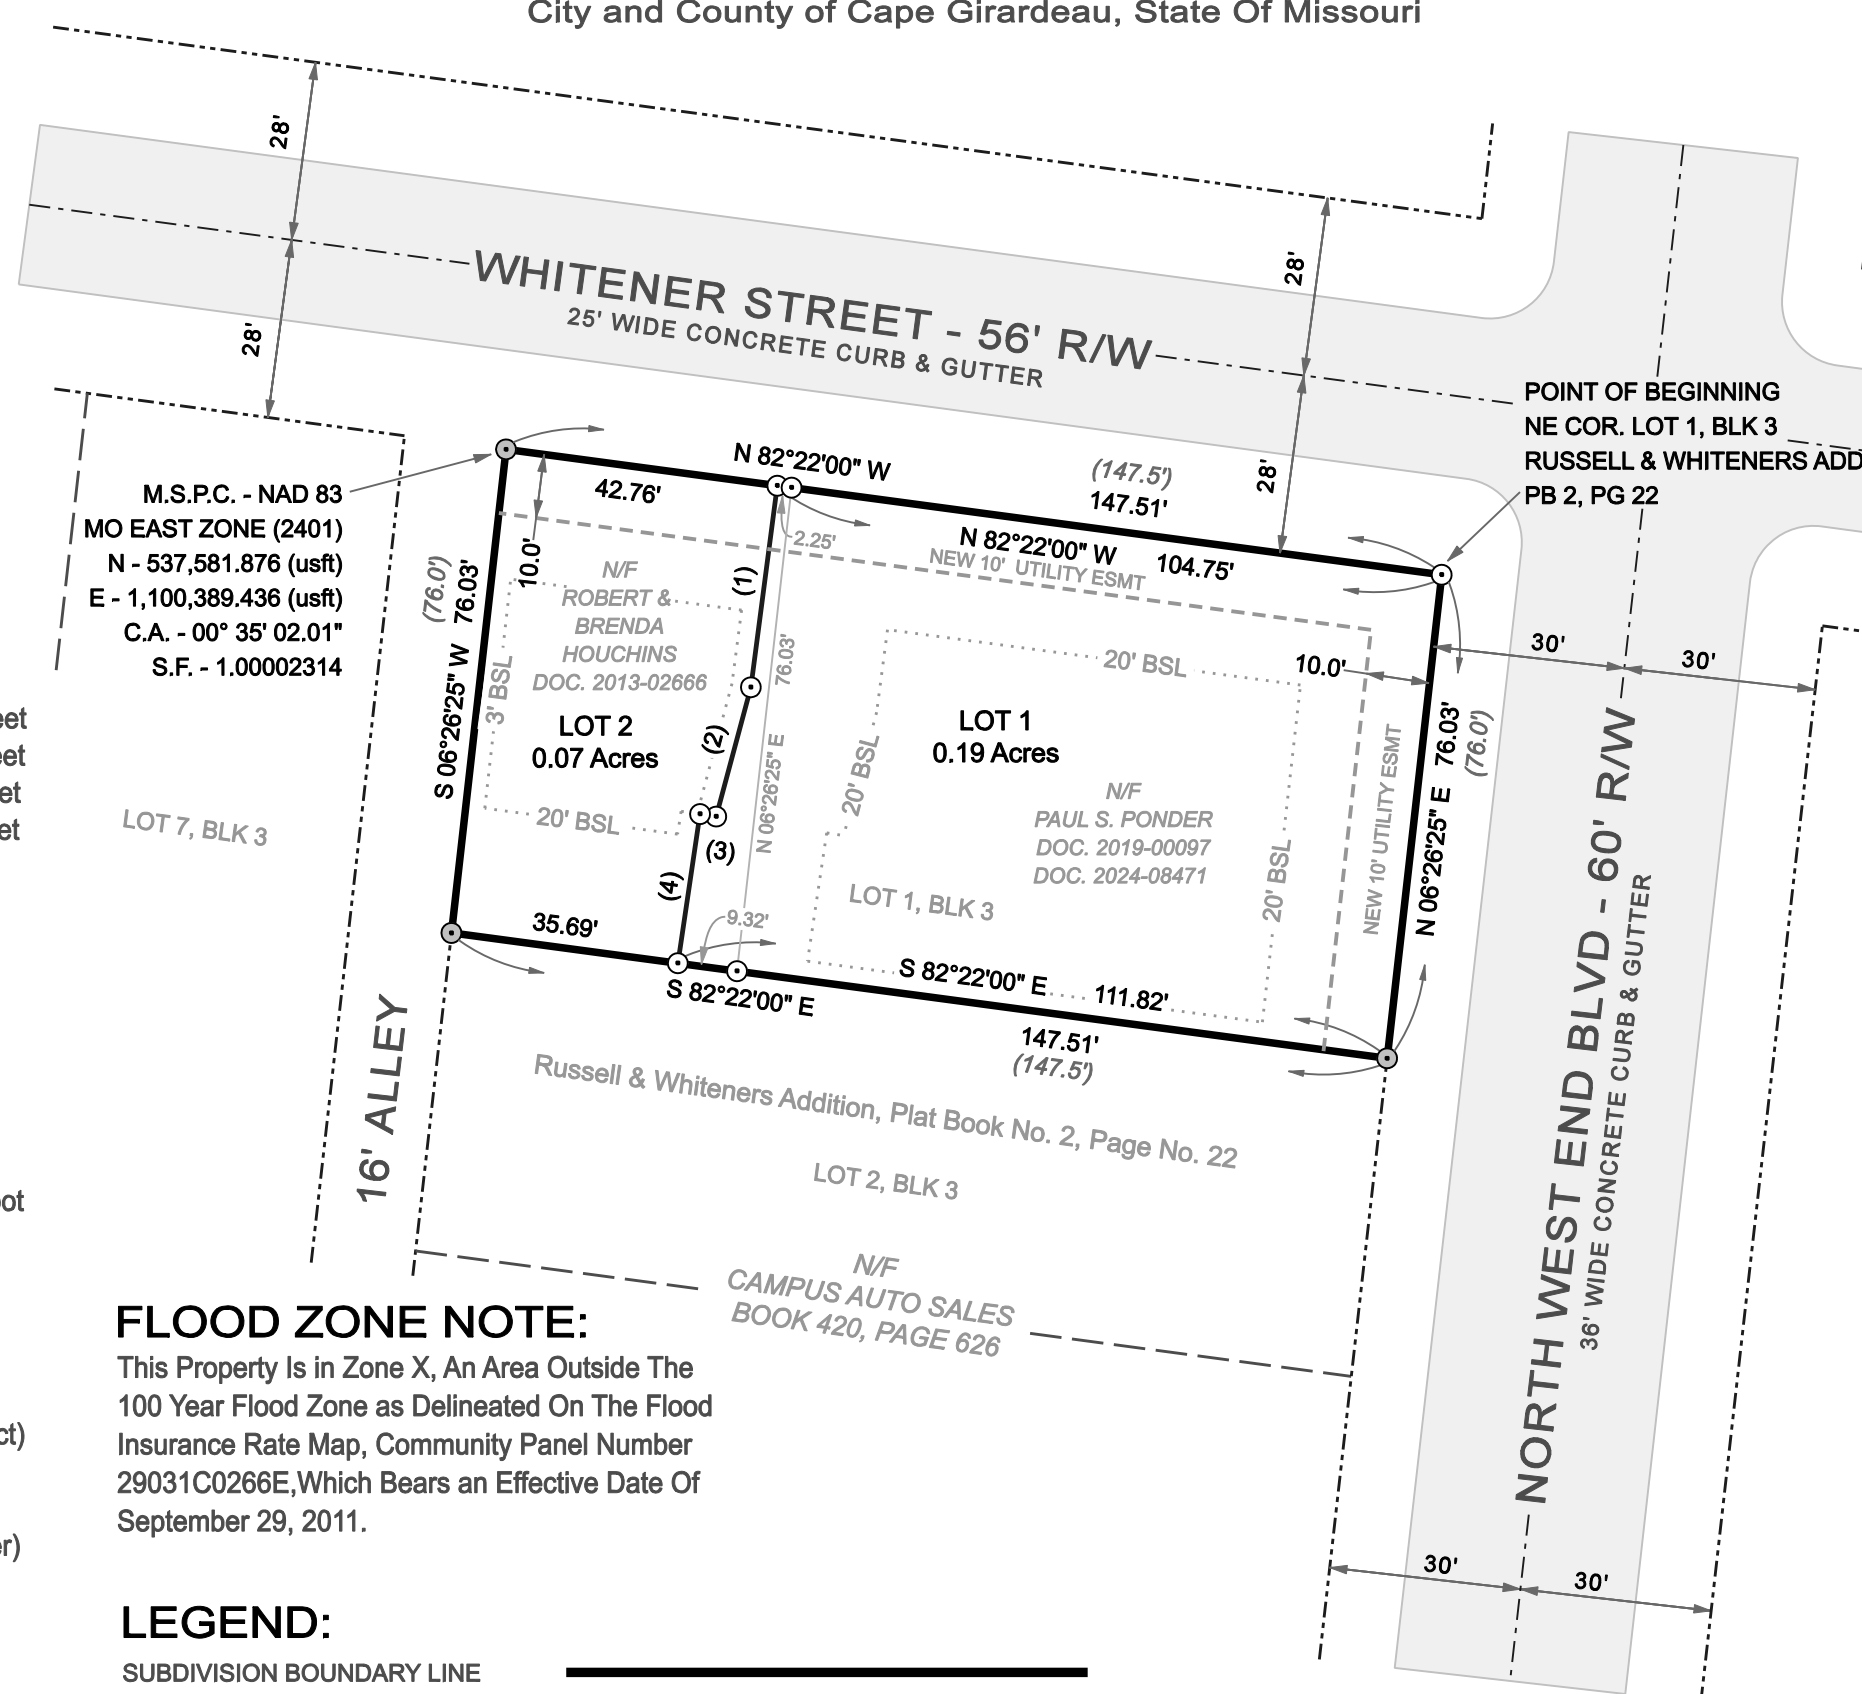 City and County of Cape Girardeau, State Of Missouri
28'
28'
28'
28'
WHITENER STREET - 56' R/W
25' WIDE CONCRETE CURB & GUTTER
POINT OF BEGINNING
NE COR. LOT 1, BLK 3
RUSSELL & WHITENERS ADD
PB 2, PG 22
M.S.P.C. - NAD 83
MO EAST ZONE (2401)
N - 537,581.876 (usft)
E - 1,100,389.436 (usft)
C.A. - 00° 35' 02.01"
S.F. - 1.00002314
N 82°22'00" W
42.76'
(147.5')
147.51'
N 82°22'00" W 104.75'
NEW 10' UTILITY ESMT
2.25'
10.0'
(76.0')
S 06°26'25" W 76.03'
N/F
ROBERT &
BRENDA
HOUCHINS
DOC. 2013-02666
3' BSL
LOT 2
0.07 Acres
20' BSL
(1)
(2)
(3)
(4)
76.03'
N 06°26'25" E
9.32'
20' BSL
10.0'
LOT 1
0.19 Acres
20' BSL
N/F
PAUL S. PONDER
DOC. 2019-00097
DOC. 2024-08471
LOT 1, BLK 3
20' BSL
NEW 10' UTILITY ESMT
N 06°26'25" E 76.03'
(76.0')
30'
30'
35.69'
S 82°22'00" E
S 82°22'00" E 111.82'
147.51'
(147.5')
eet
eet
et
et
LOT 7, BLK 3
16' ALLEY
Russell & Whiteners Addition, Plat Book No. 2, Page No. 22
LOT 2, BLK 3
N/F
CAMPUS AUTO SALES
BOOK 420, PAGE 626
NORTH WEST END BLVD - 60' R/W
36' WIDE CONCRETE CURB & GUTTER
30'
30'
oot
ct)
er)
FLOOD ZONE NOTE:
This Property Is in Zone X, An Area Outside The
100 Year Flood Zone as Delineated On The Flood
Insurance Rate Map, Community Panel Number
29031C0266E,Which Bears an Effective Date Of
September 29, 2011.
LEGEND:
SUBDIVISION BOUNDARY LINE